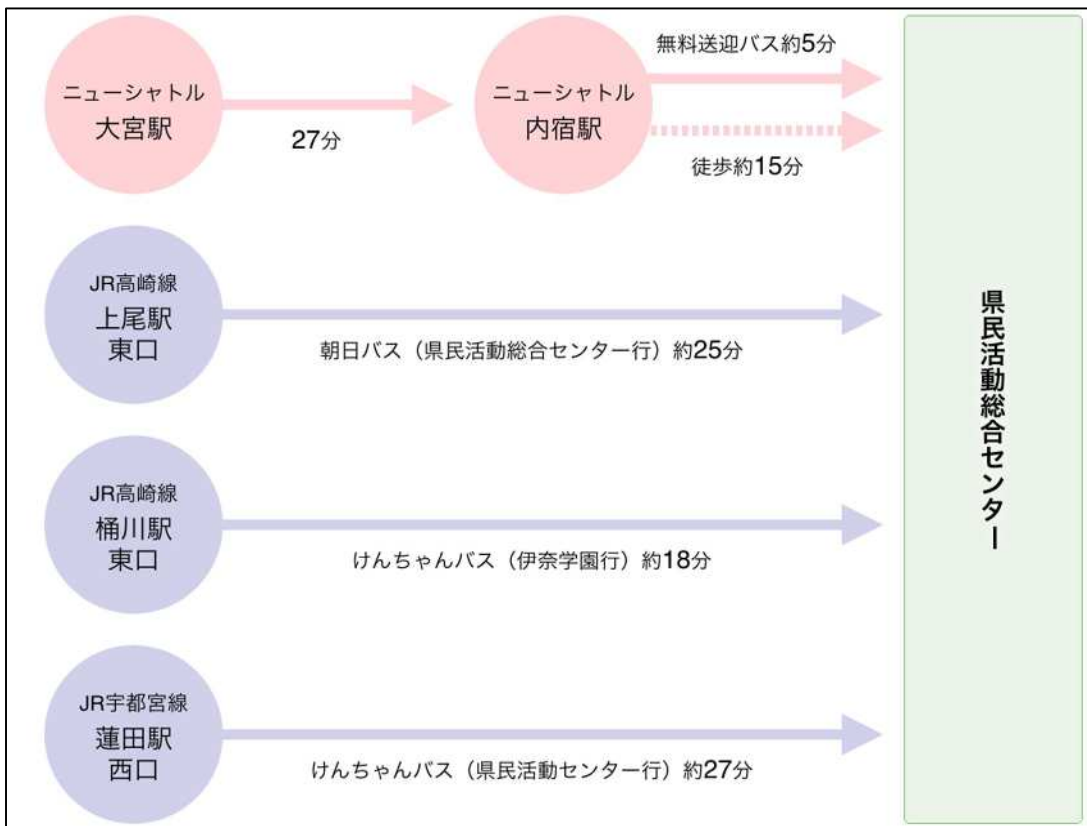 ニューシャトル
大宮駅
27分
ニューシャトル
内宿駅
無料送迎バス約5分
徒歩約15分
JR高崎線
上尾駅
東口
朝日バス（県民活動総合センター行）約25分
JR高崎線
桶川駅
東口
けんちゃんバス（伊奈学園行）約18分
JR宇都宮線
蓮田駅
西口
けんちゃんバス（県民活動センター行）約27分
県民活動総合センター